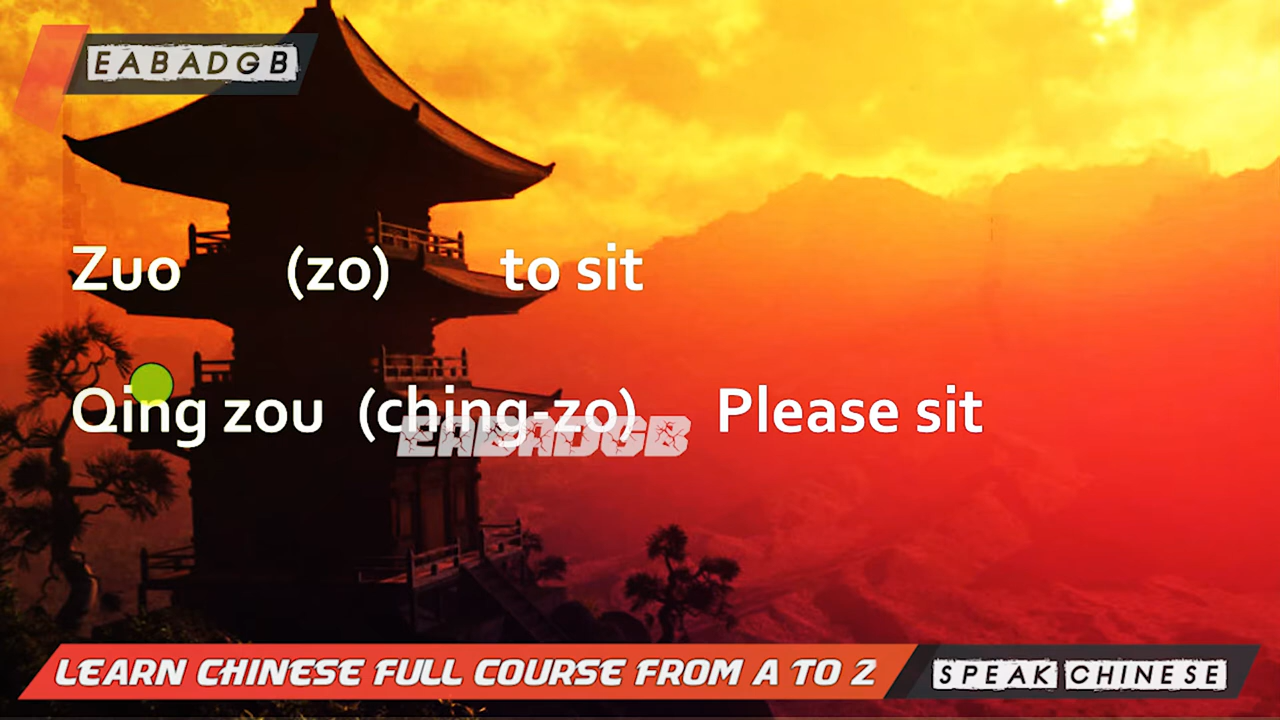 EABADGB
Zuo (zo) to sit
Qing zou (ching-zo) Please sit
EABADGB
LEARN CHINESE FULL COURSE FROM A TO Z
SPEAK CHINESE